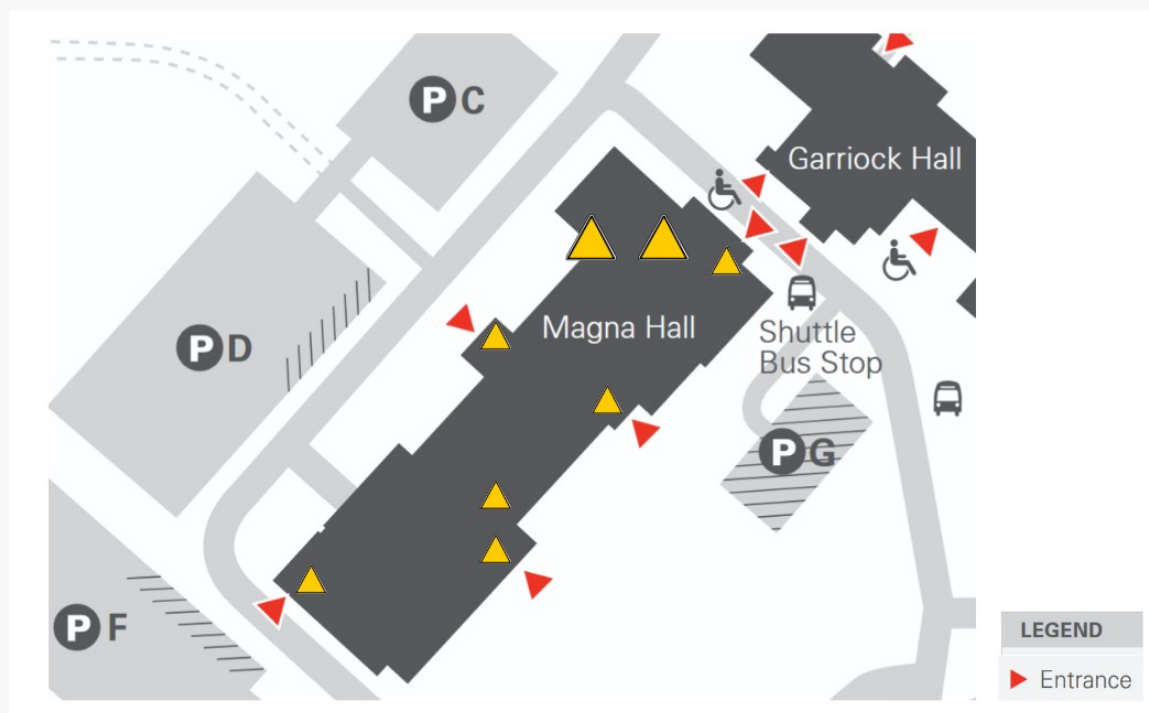 P C
Garriock Hall
P D
Magna Hall
Shuttle
Bus Stop
P G
P F
LEGEND
Entrance